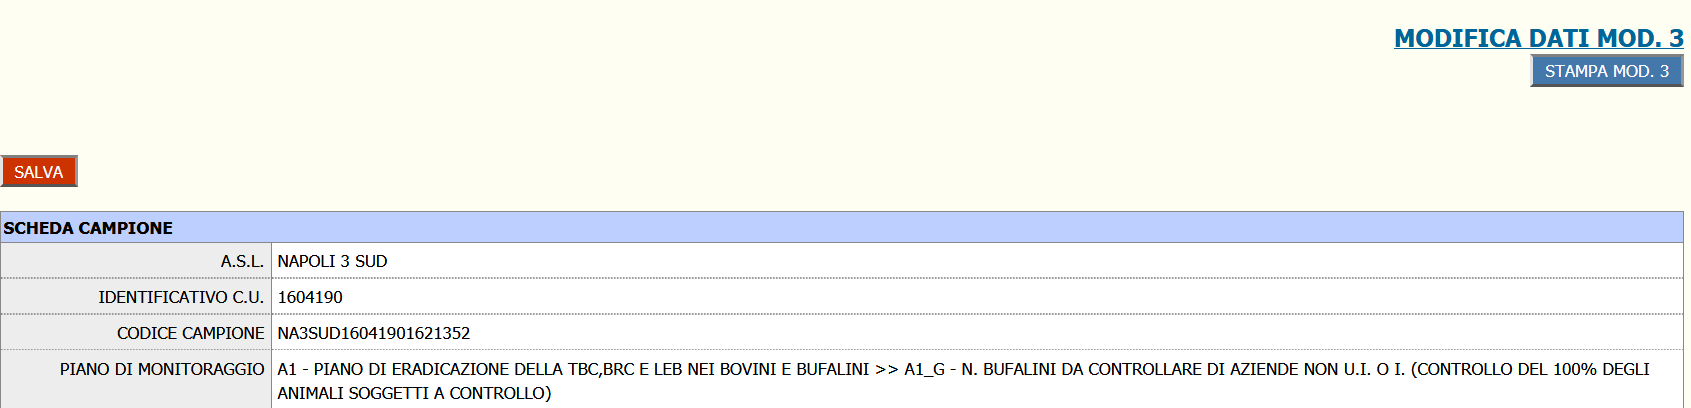 MODIFICA DATI MOD. 3
STAMPA MOD. 3
SALVA
SCHEDA CAMPIONE
A.S.L. NAPOLI 3 SUD
IDENTIFICATIVO C.U. 1604190
CODICE CAMPIONE NA3SUD16041901621352
PIANO DI MONITORAGGIO A1 - PIANO DI ERADICAZIONE DELLA TBC,BRC E LEB NEI BOVINI E BUFALINI >> A1_G - N. BUFALINI DA CONTROLLARE DI AZIENDE NON U.I. O I. (CONTROLLO DEL 100% DEGLI
ANIMALI SOGGETTI A CONTROLLO)